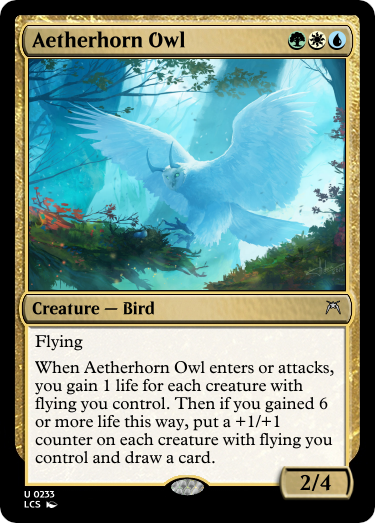 Aetherhorn Owl
Creature — Bird
Flying
When Aetherhorn Owl enters or attacks,
you gain 1 life for each creature with
flying you control. Then if you gained 6
or more life this way, put a +1/+1
counter on each creature with flying you
control and draw a card.
2/4
U 0233
LCS